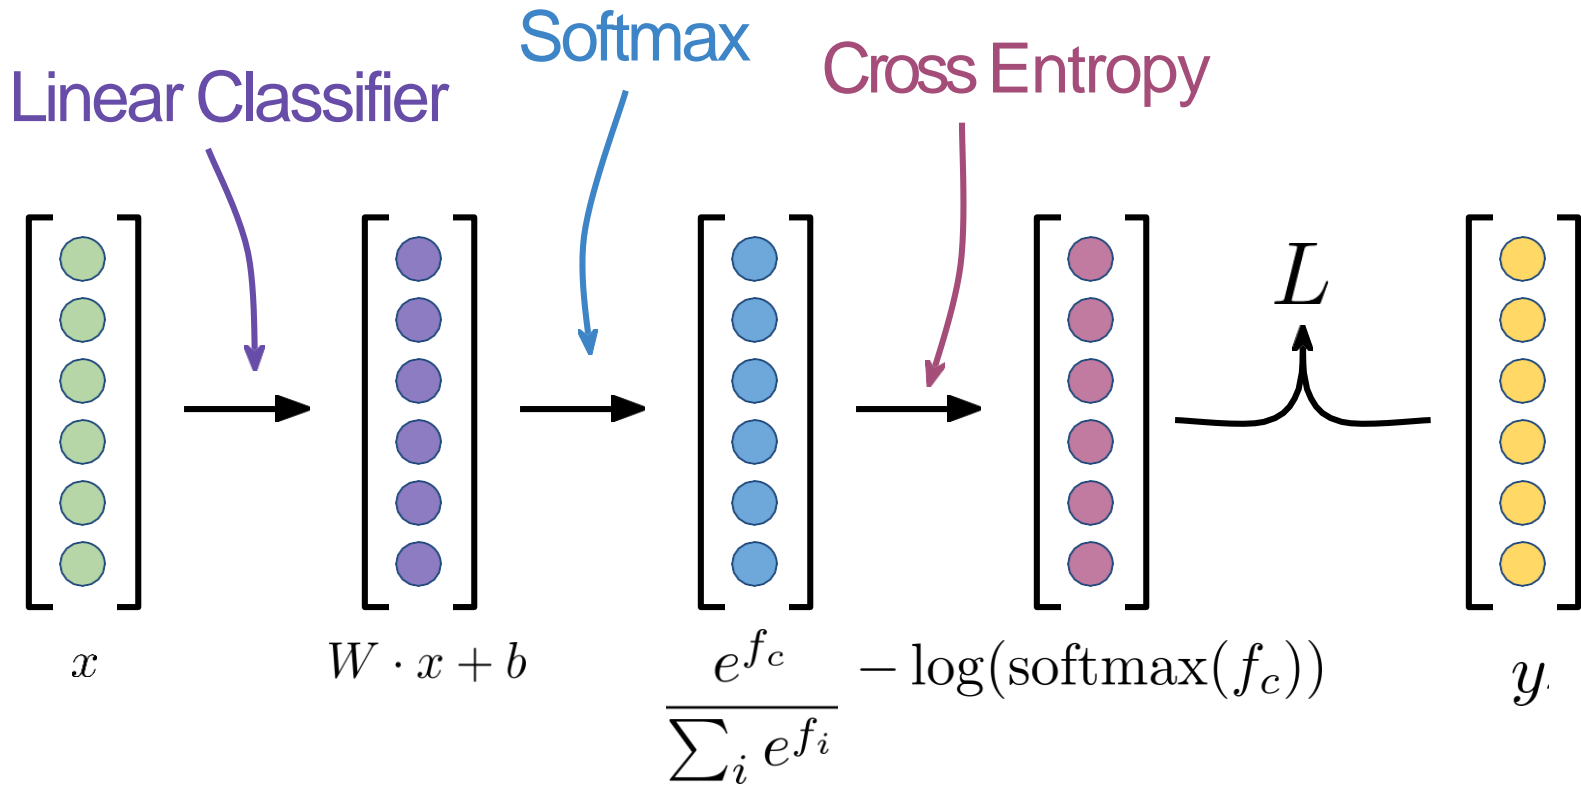 Softmax
Cross Entropy
Linear Classifier
L
x
W · x + b
e^{f_c}
∑_i e^{f_i}
− log(softmax(f_c))
y